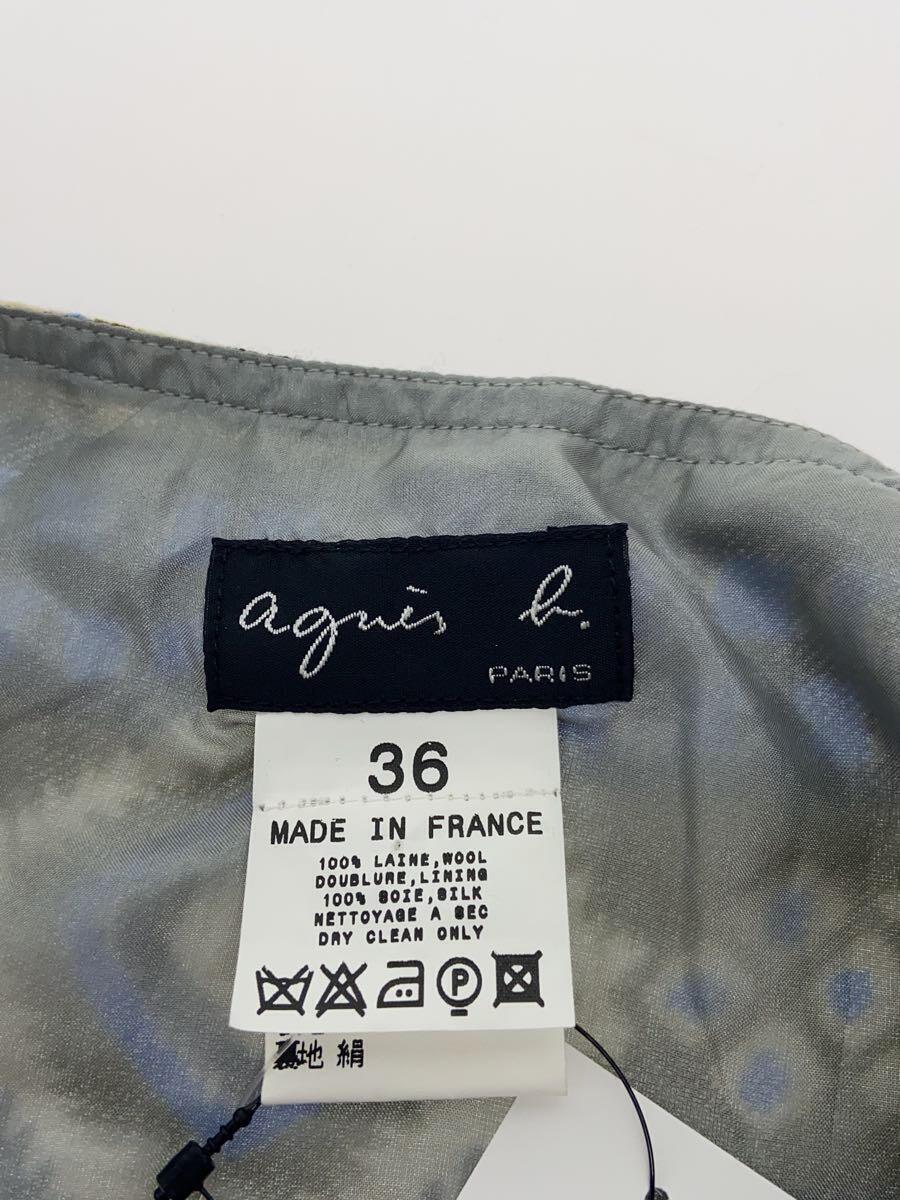 agnès b.
PARIS
36
MADE IN FRANCE
100% LAINE,WOOL
DOUBLURE,LINING
100% SOIE,SILK
NETTOYAGE A SEC
DRY CLEAN ONLY
P
裏地 絹